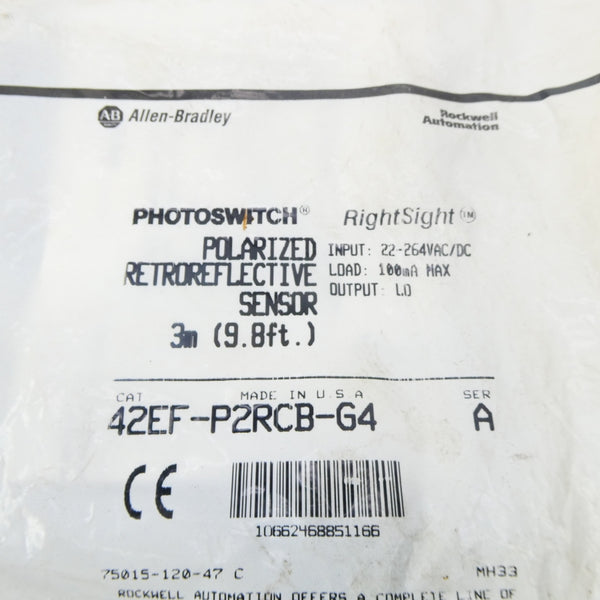 AB Allen-Bradley
Rockwell
Automation
PHOTOSWITCH® RightSight™
POLARIZED
RETROREFLECTIVE
SENSOR
3m (9.8ft.)
INPUT: 22-264VAC/DC
LOAD: 100mA MAX
OUTPUT: L.O
CAT MADE IN U S A SER
42EF-P2RCB-G4 A
CE
10662468851166
75015-120-47 C MH33
ROCKWELL AUTOMATION OFFERS A COMPLETE LINE OF